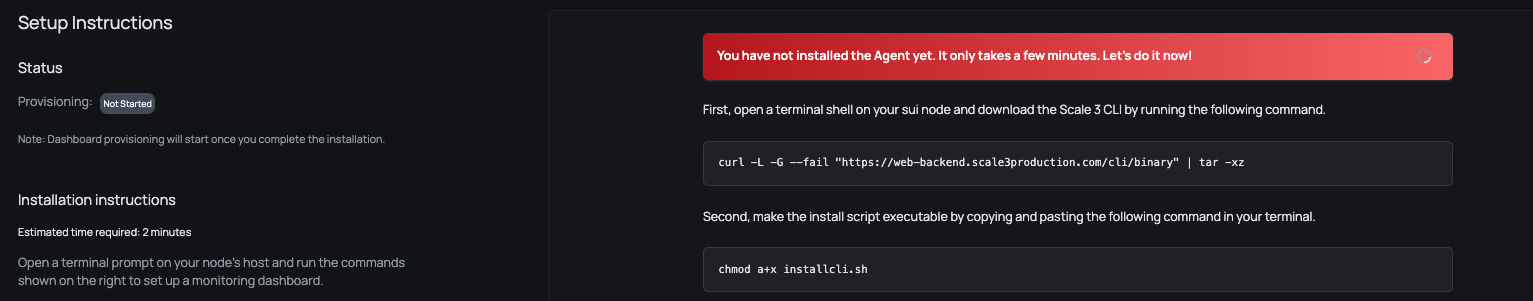 Setup Instructions
Status
Provisioning: Not Started
Note: Dashboard provisioning will start once you complete the installation.
Installation instructions
Estimated time required: 2 minutes
Open a terminal prompt on your node's host and run the commands
shown on the right to set up a monitoring dashboard.
You have not installed the Agent yet. It only takes a few minutes. Let's do it now!
First, open a terminal shell on your sui node and download the Scale 3 CLI by running the following command.
curl -L -G --fail "https://web-backend.scale3production.com/cli/binary" | tar -xz
Second, make the install script executable by copying and pasting the following command in your terminal.
chmod a+x installcli.sh